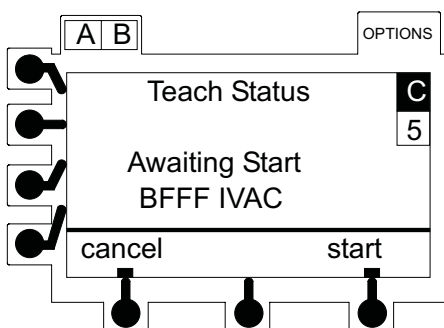 A B
OPTIONS
Teach Status
C
5
Awaiting Start
BFFF IVAC
cancel start